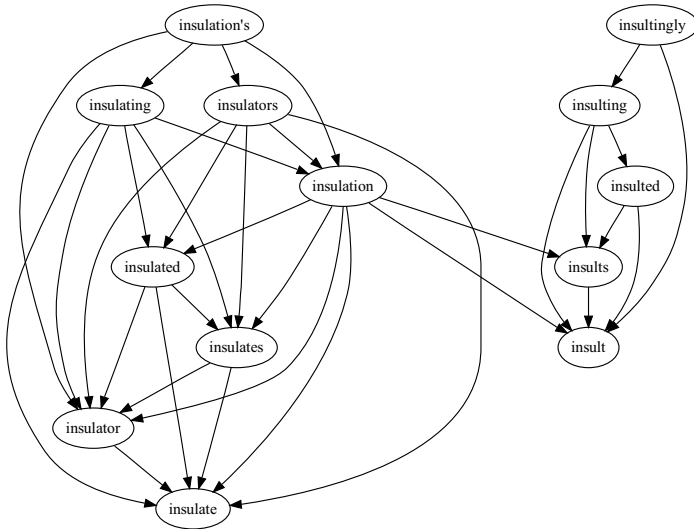 insulation's
insultingly
insulating
insulators
insulting
insulation
insulted
insulated
insults
insulates
insult
insulator
insulate